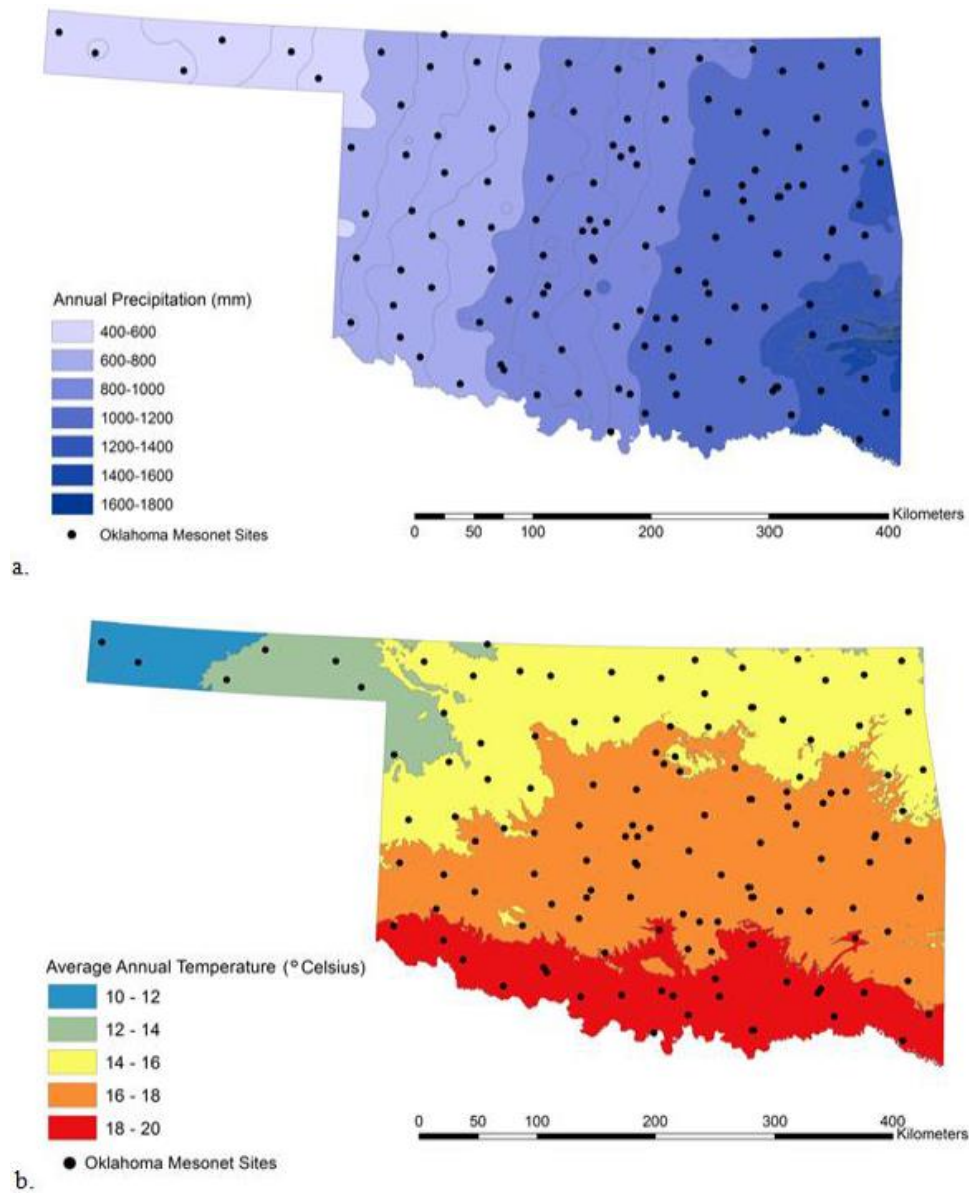 Annual Precipitation (mm)
400-600
600-800
800-1000
1000-1200
1200-1400
1400-1600
1600-1800
Oklahoma Mesonet Sites
Kilometers
0 50 100 200 300 400
a.
Average Annual Temperature (° Celsius)
10 - 12
12 - 14
14 - 16
16 - 18
18 - 20
Oklahoma Mesonet Sites
0 50 100 200 300 400
Kilometers
b.